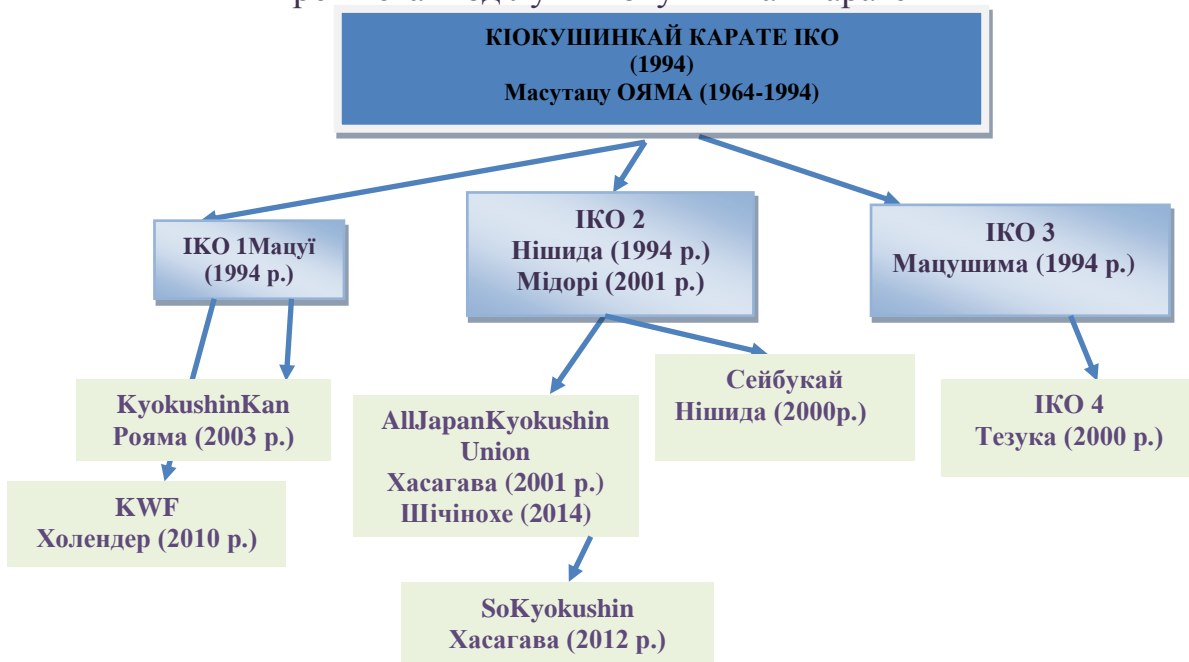 КІОКУШИНКАЙ КАРАТЕ ІКО
(1994)
Масутацу ОЯМА (1964-1994)
ІКО 1Мацуї
(1994 р.)
ІКО 2
Нішида (1994 р.)
Мідорі (2001 р.)
ІКО 3
Мацушима (1994 р.)
KyokushinKan
Рояма (2003 р.)
AllJapanKyokushin
Union
Хасагава (2001 р.)
Шічінохе (2014)
Сейбукай
Нішида (2000р.)
ІКО 4
Тезука (2000 р.)
KWF
Холендер (2010 р.)
SoKyokushin
Хасагава (2012 р.)